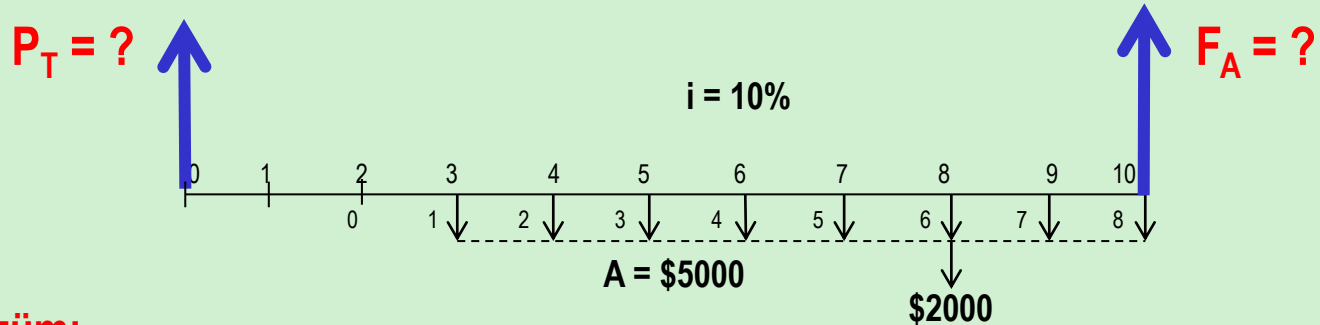 P_T = ?
F_A = ?
i = 10%
0 1 2 3 4 5 6 7 8 9 10
0 1 2 3 4 5 6 7 8
A = $5000
$2000